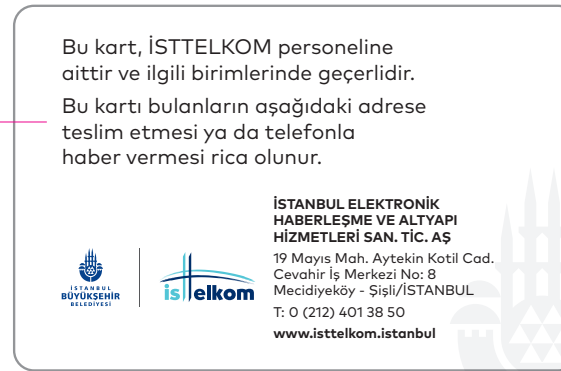 Bu kart, İSTTELKOM personeline
aittir ve ilgili birimlerinde geçerlidir.
Bu kartı bulanların aşağıdaki adrese
teslim etmesi ya da telefonla
haber vermesi rica olunur.
İSTANBUL
BÜYÜKŞEHİR
BELEDİYESİ
isttelkom
İSTANBUL ELEKTRONİK
HABERLEŞME VE ALTYAPI
HİZMETLERİ SAN. TİC. AŞ
19 Mayıs Mah. Aytekin Kotil Cad.
Cevahir İş Merkezi No: 8
Mecidiyeköy - Şişli/İSTANBUL
T: 0 (212) 401 38 50
www.isttelkom.istanbul